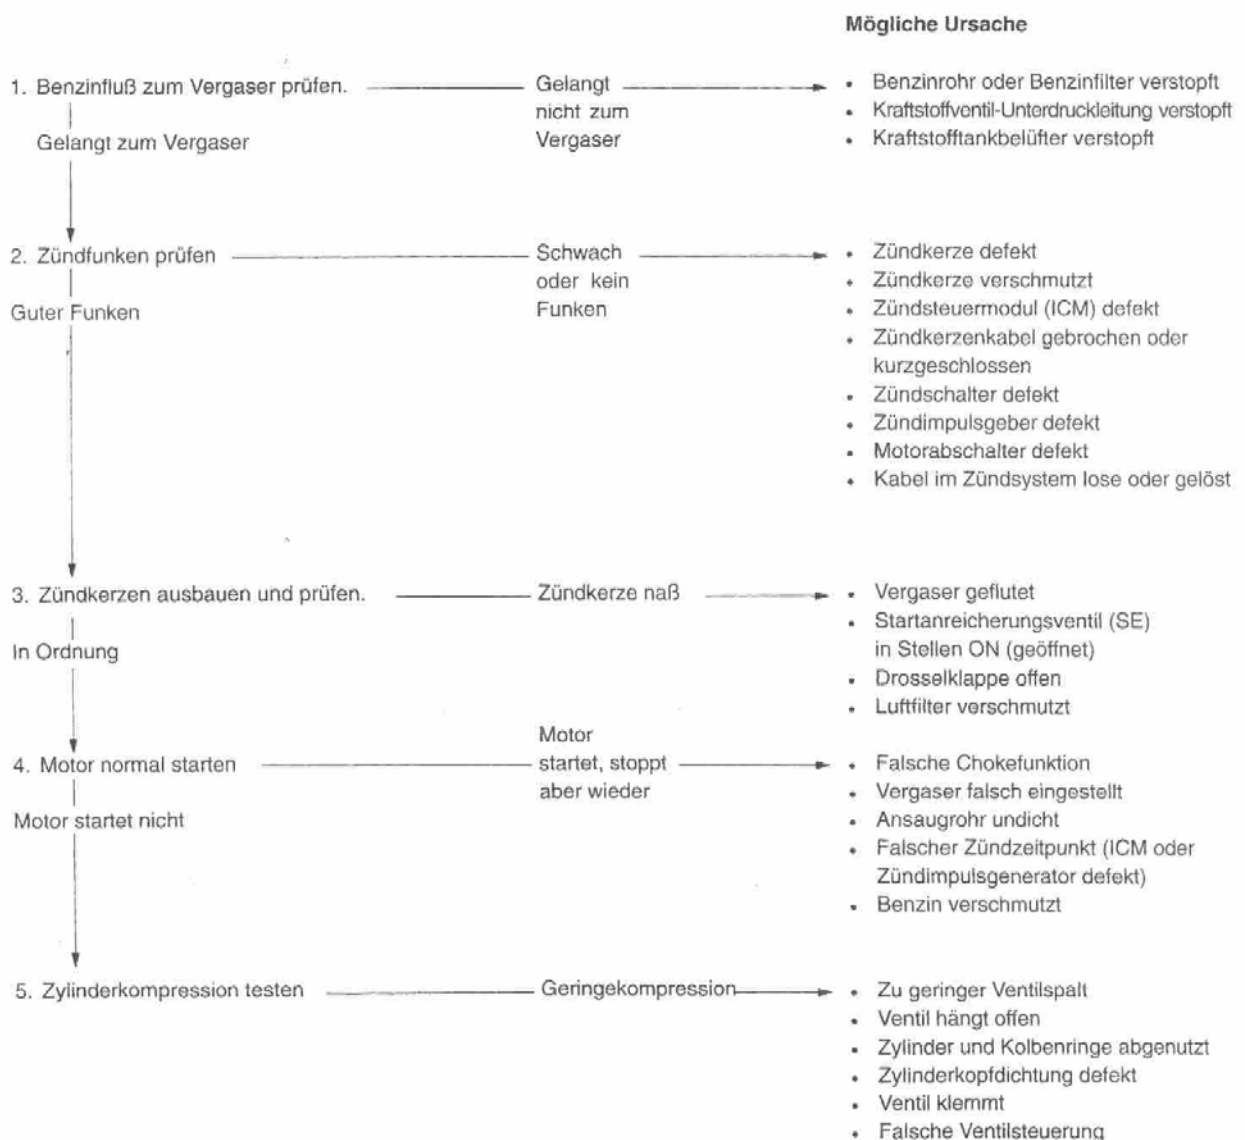 Mögliche Ursache
1. Benzinfluß zum Vergaser prüfen.
Gelangt zum Vergaser
Gelangt
nicht zum
Vergaser
• Benzinrohr oder Benzinfilter verstopft
• Kraftstoffventil-Unterdruckleitung verstopft
• Kraftstofftankbelüfter verstopft
2. Zündfunken prüfen
Guter Funken
Schwach
oder kein
Funken
• Zündkerze defekt
• Zündkerze verschmutzt
• Zündsteuermodul (ICM) defekt
• Zündkerzenkabel gebrochen oder
kurzgeschlossen
• Zündschalter defekt
• Zündimpulsgeber defekt
• Motorabschalter defekt
• Kabel im Zündsystem lose oder gelöst
3. Zündkerzen ausbauen und prüfen.
In Ordnung
Zündkerze naß
• Vergaser geflutet
• Startanreicherungsventil (SE)
in Stellen ON (geöffnet)
• Drosselklappe offen
• Luftfilter verschmutzt
4. Motor normal starten
Motor startet nicht
Motor
startet, stoppt
aber wieder
• Falsche Chokefunktion
• Vergaser falsch eingestellt
• Ansaugrohr undicht
• Falscher Zündzeitpunkt (ICM oder
Zündimpulsgenerator defekt)
• Benzin verschmutzt
5. Zylinderkompression testen
Geringekompression
• Zu geringer Ventilspalt
• Ventil hängt offen
• Zylinder und Kolbenringe abgenutzt
• Zylinderkopfdichtung defekt
• Ventil klemmt
• Falsche Ventilsteuerung